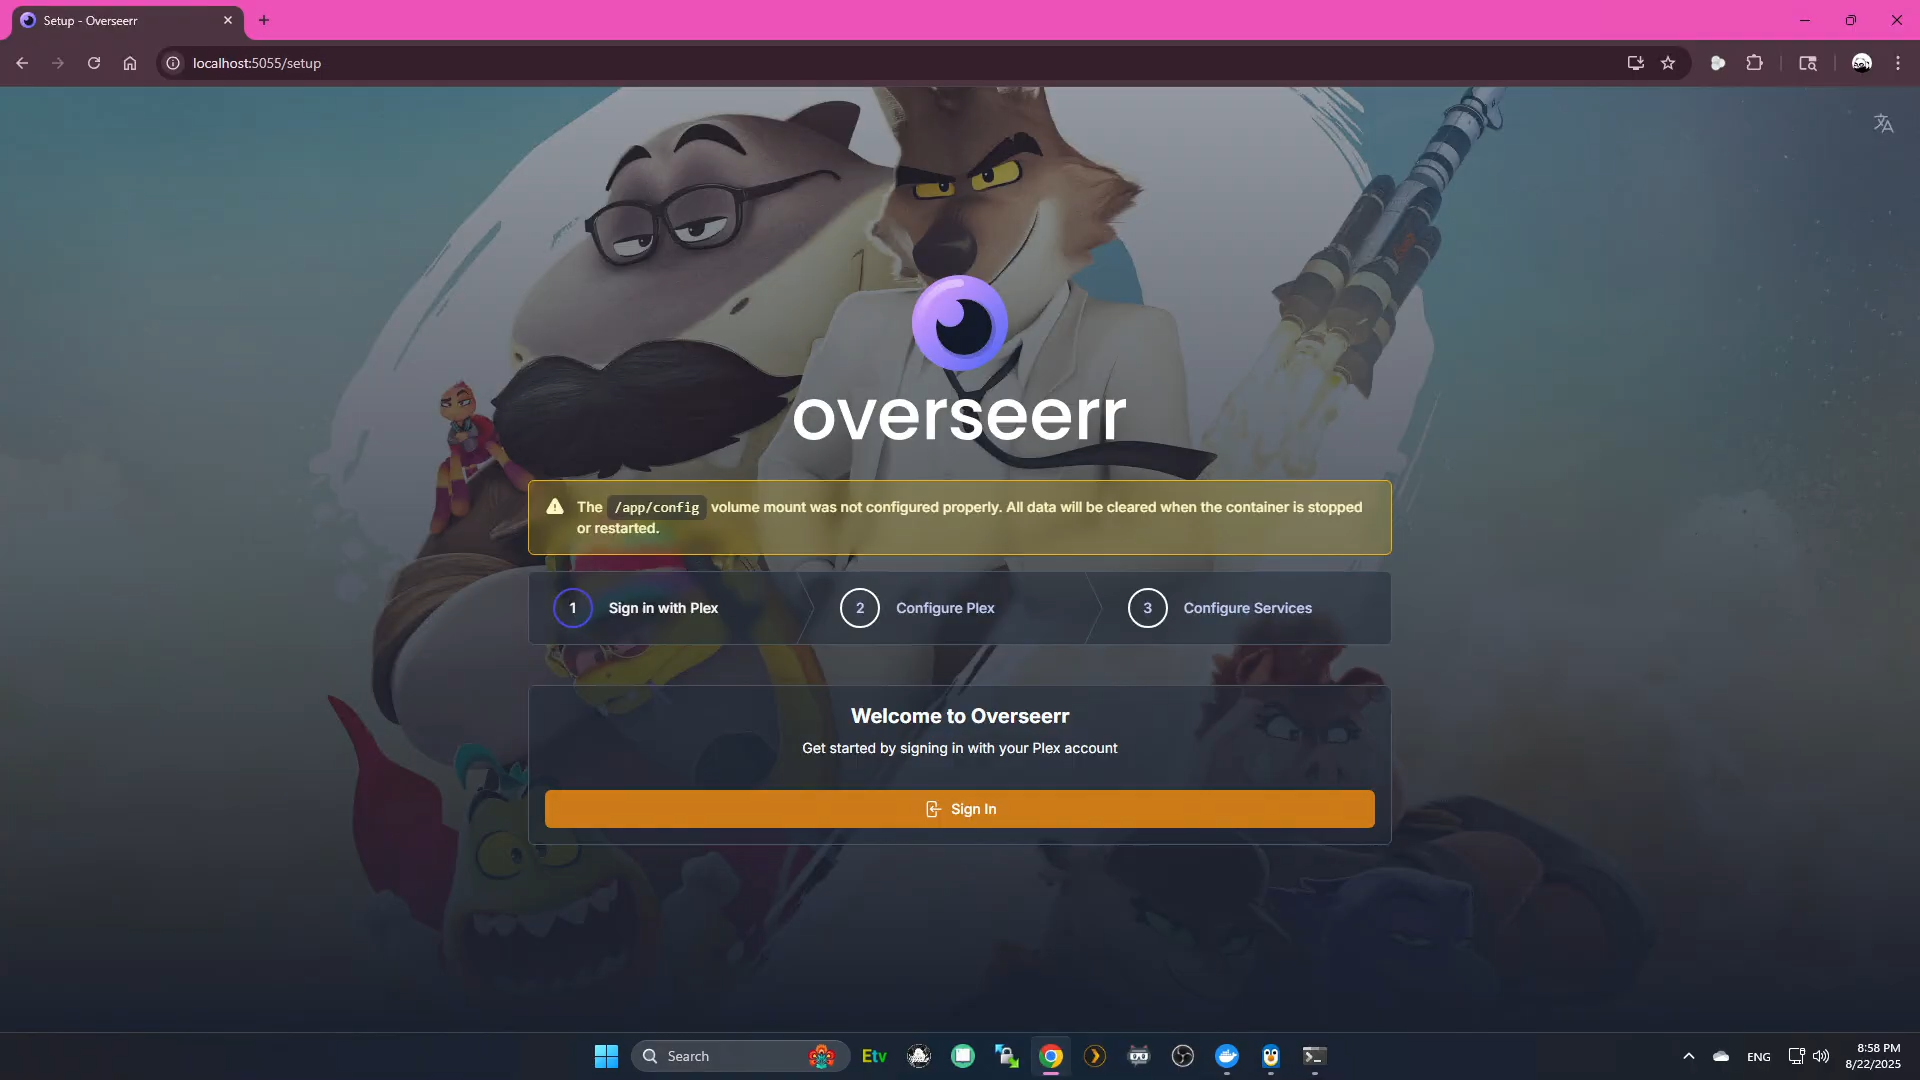 Setup - Overseerr
localhost:5055/setup
overseerr
The /app/config volume mount was not configured properly. All data will be cleared when the container is stopped
or restarted.
1 Sign in with Plex
2 Configure Plex
3 Configure Services
Welcome to Overseerr
Get started by signing in with your Plex account
Sign In
Search
Etv
ENG
8:58 PM
8/22/2025